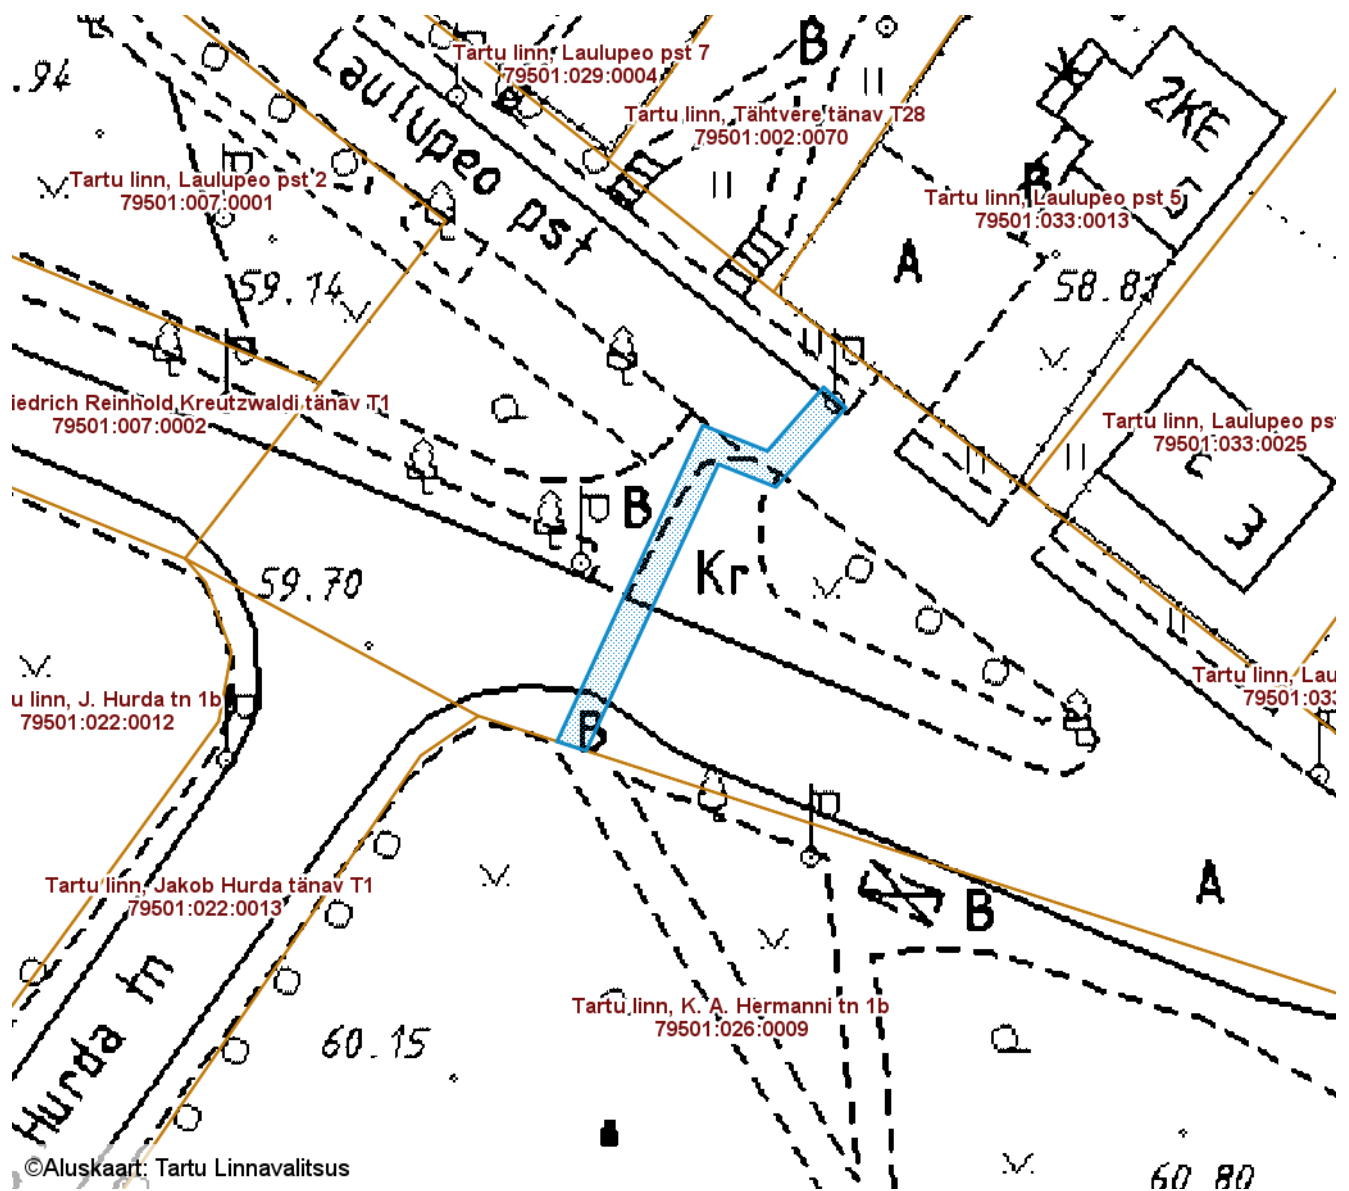 .94
Laulupeo pst
Tartu linn, Laulupeo pst 7
79501:029:0004
B
Tartu linn, Tähtvere tänav T28
79501:002:0070
2KE
Tartu linn, Laulupeo pst 2
79501:007:0001
Tartu linn, Laulupeo pst 5
79501:033:0013
A
59.14
58.81
iedrich Reinhold Kreutzwaldi tänav T1
79501:007:0002
Tartu linn, Laulupeo ps
79501:033:0025
B
Kr
59.70
Tartu linn, Lau
79501:033
u linn, J. Hurda tn 1b
79501:022:0012
B
Tartu linn, Jakob Hurda tänav T1
79501:022:0013
A
B
Tartu linn, K. A. Hermanni tn 1b
79501:026:0009
60.15
Hurda tn
©Aluskaart: Tartu Linnavalitsus
60 80